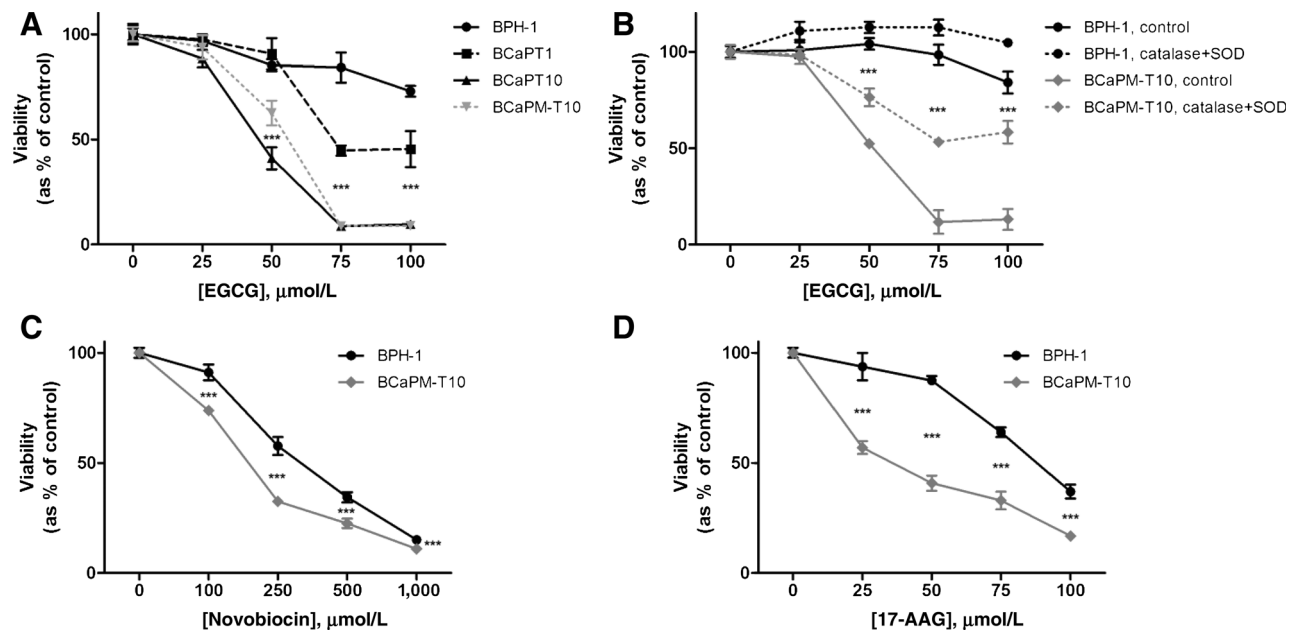 A
Viability
(as % of control)
100
50
0
***
***
***
0 25 50 75 100
[EGCG], μmol/L
BPH-1
BCaPT1
BCaPT10
BCaPM-T10
B
Viability
(as % of control)
100
50
0
***
***
***
0 25 50 75 100
[EGCG], μmol/L
BPH-1, control
BPH-1, catalase+SOD
BCaPM-T10, control
BCaPM-T10, catalase+SOD
C
Viability
(as % of control)
100
50
0
***
***
***
***
0 100 250 500 1,000
[Novobiocin], μmol/L
BPH-1
BCaPM-T10
D
Viability
(as % of control)
100
50
0
***
***
***
***
0 25 50 75 100
[17-AAG], μmol/L
BPH-1
BCaPM-T10